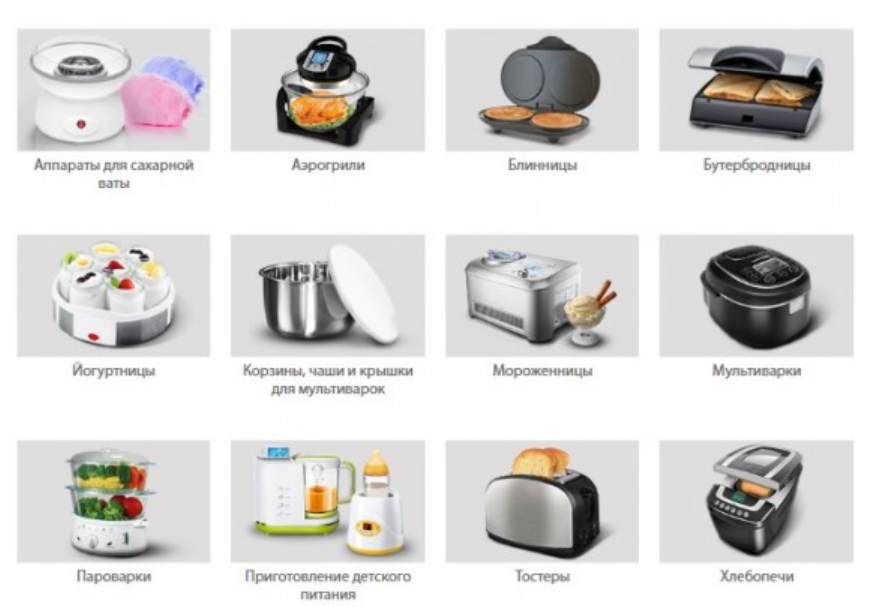 Аппараты для сахарной
ваты
Аэрогрили
Блинницы
Бутербродницы
Йогуртницы
Корзины, чаши и крышки
для мультиварок
Мороженницы
Мультиварки
Пароварки
Приготовление детского
питания
Тостеры
Хлебопечи